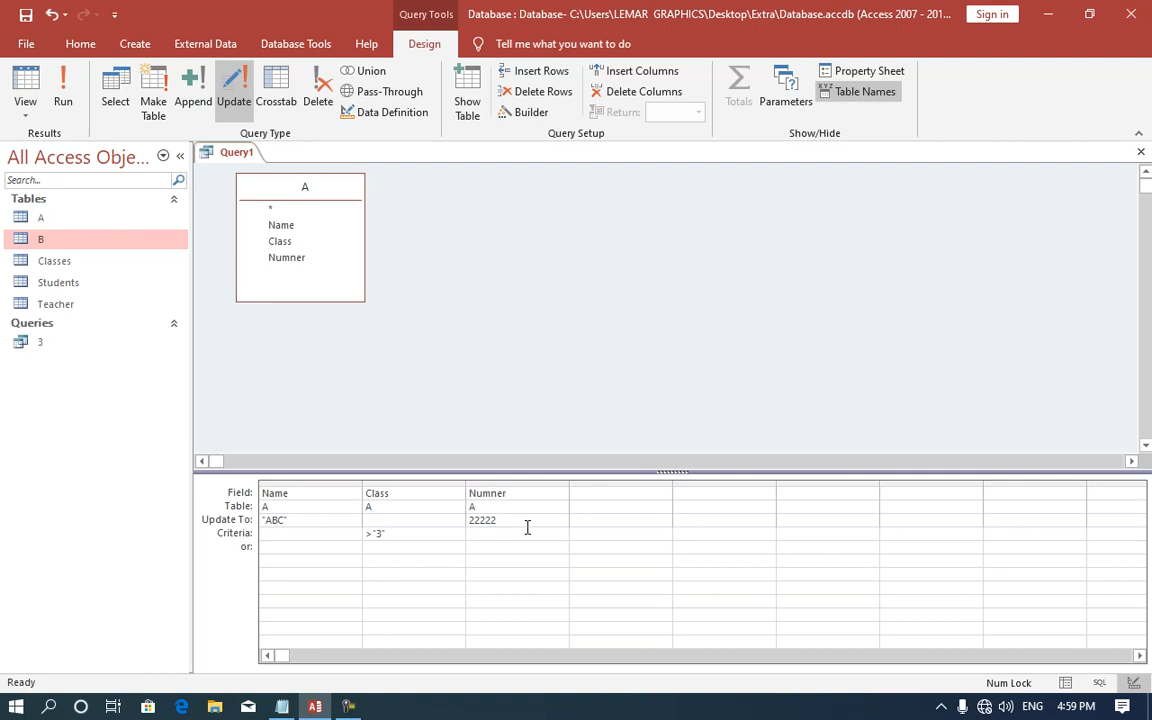 Query Tools
Database : Database- C:\Users\LEMAR GRAPHICS\Desktop\Extra\Database.accdb (Access 2007 - 201...
Sign in
File Home Create External Data Database Tools Help Design Tell me what you want to do
View
Run
Results
Select
Make Table
Append
Update
Crosstab
Delete
Union
Pass-Through
Data Definition
Query Type
Show Table
Insert Rows
Delete Rows
Builder
Insert Columns
Delete Columns
Return:
Query Setup
Totals
Parameters
Property Sheet
Table Names
Show/Hide
All Access Obje...
Search...
Tables
A
B
Classes
Students
Teacher
Queries
3
Query1
A
*
Name
Class
Numner
Field: Name Class Numner
Table: A A A
Update To: "ABC" 22222
Criteria: >"3"
or:
Ready
Num Lock
SQL
ENG 4:59 PM